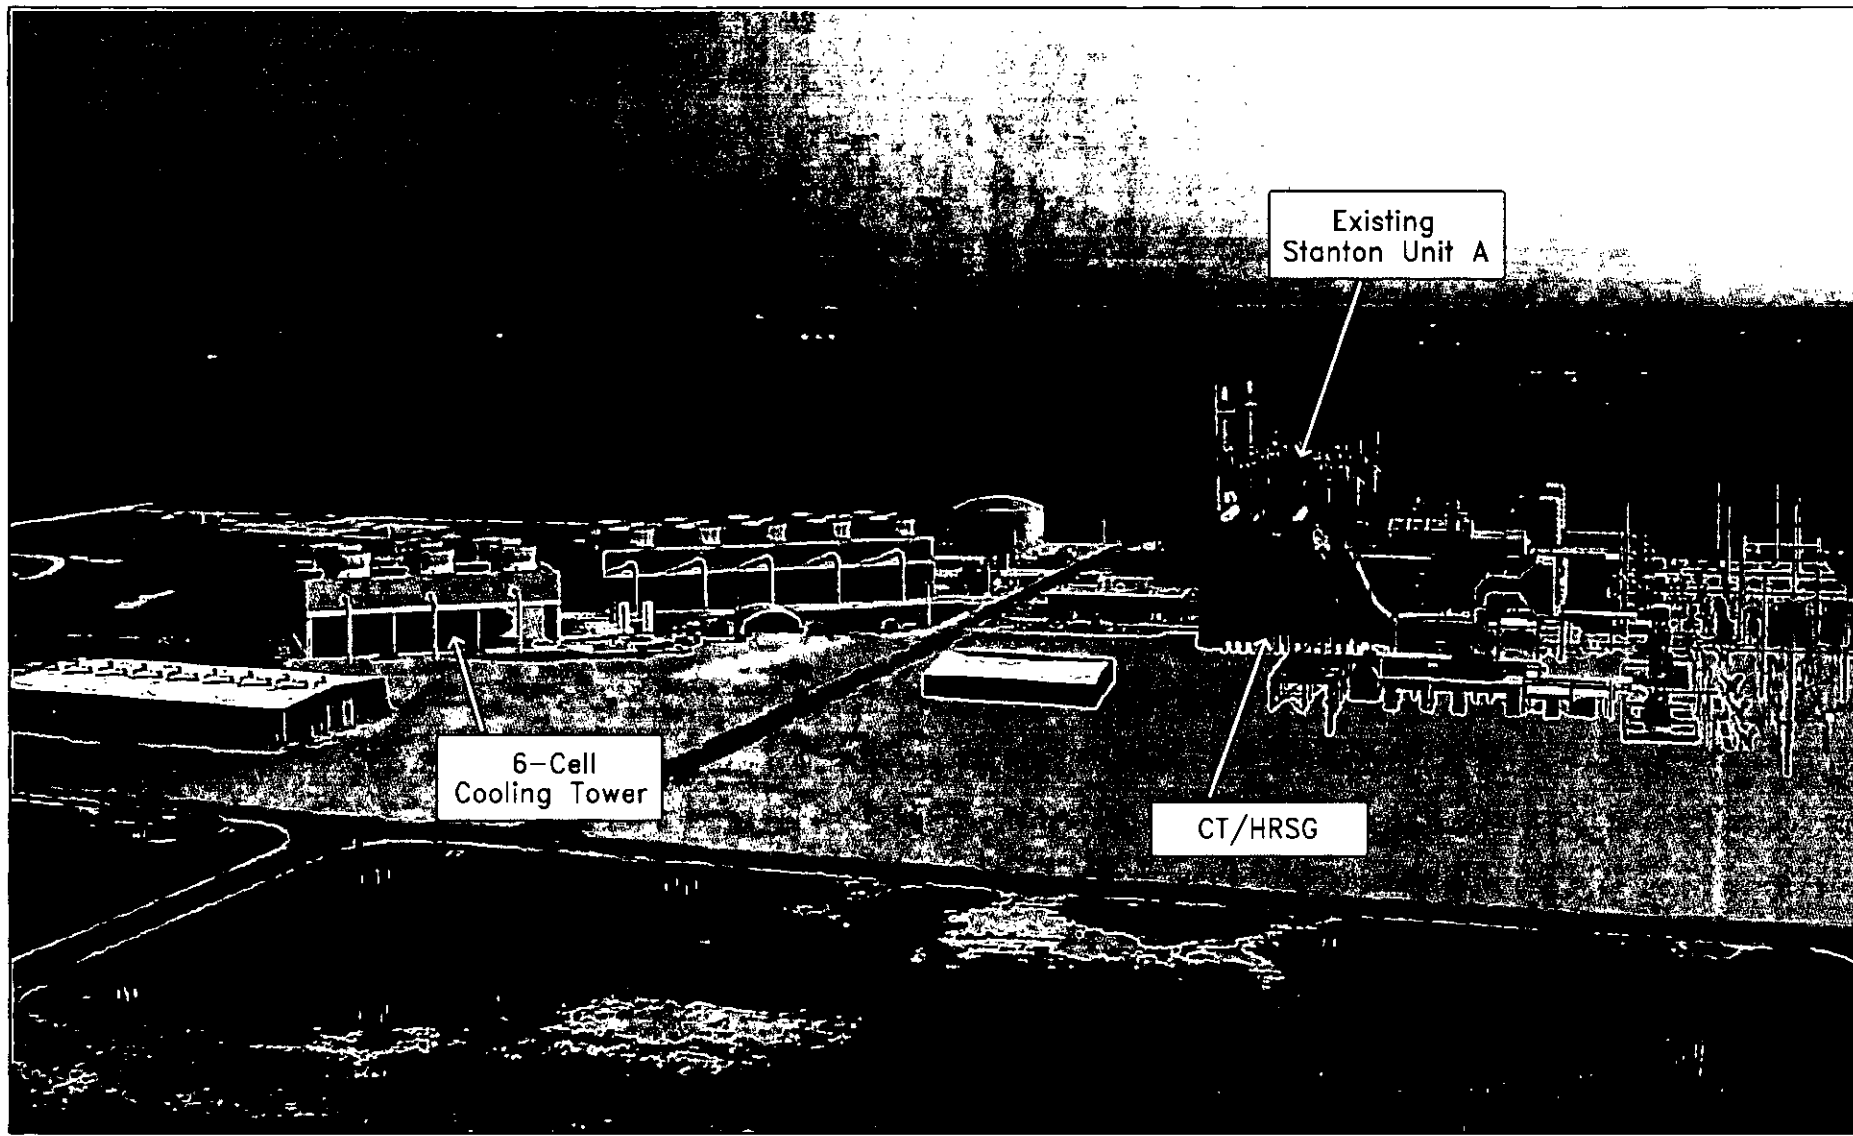 Existing
Stanton Unit A
6-Cell
Cooling Tower
CT/HRSG